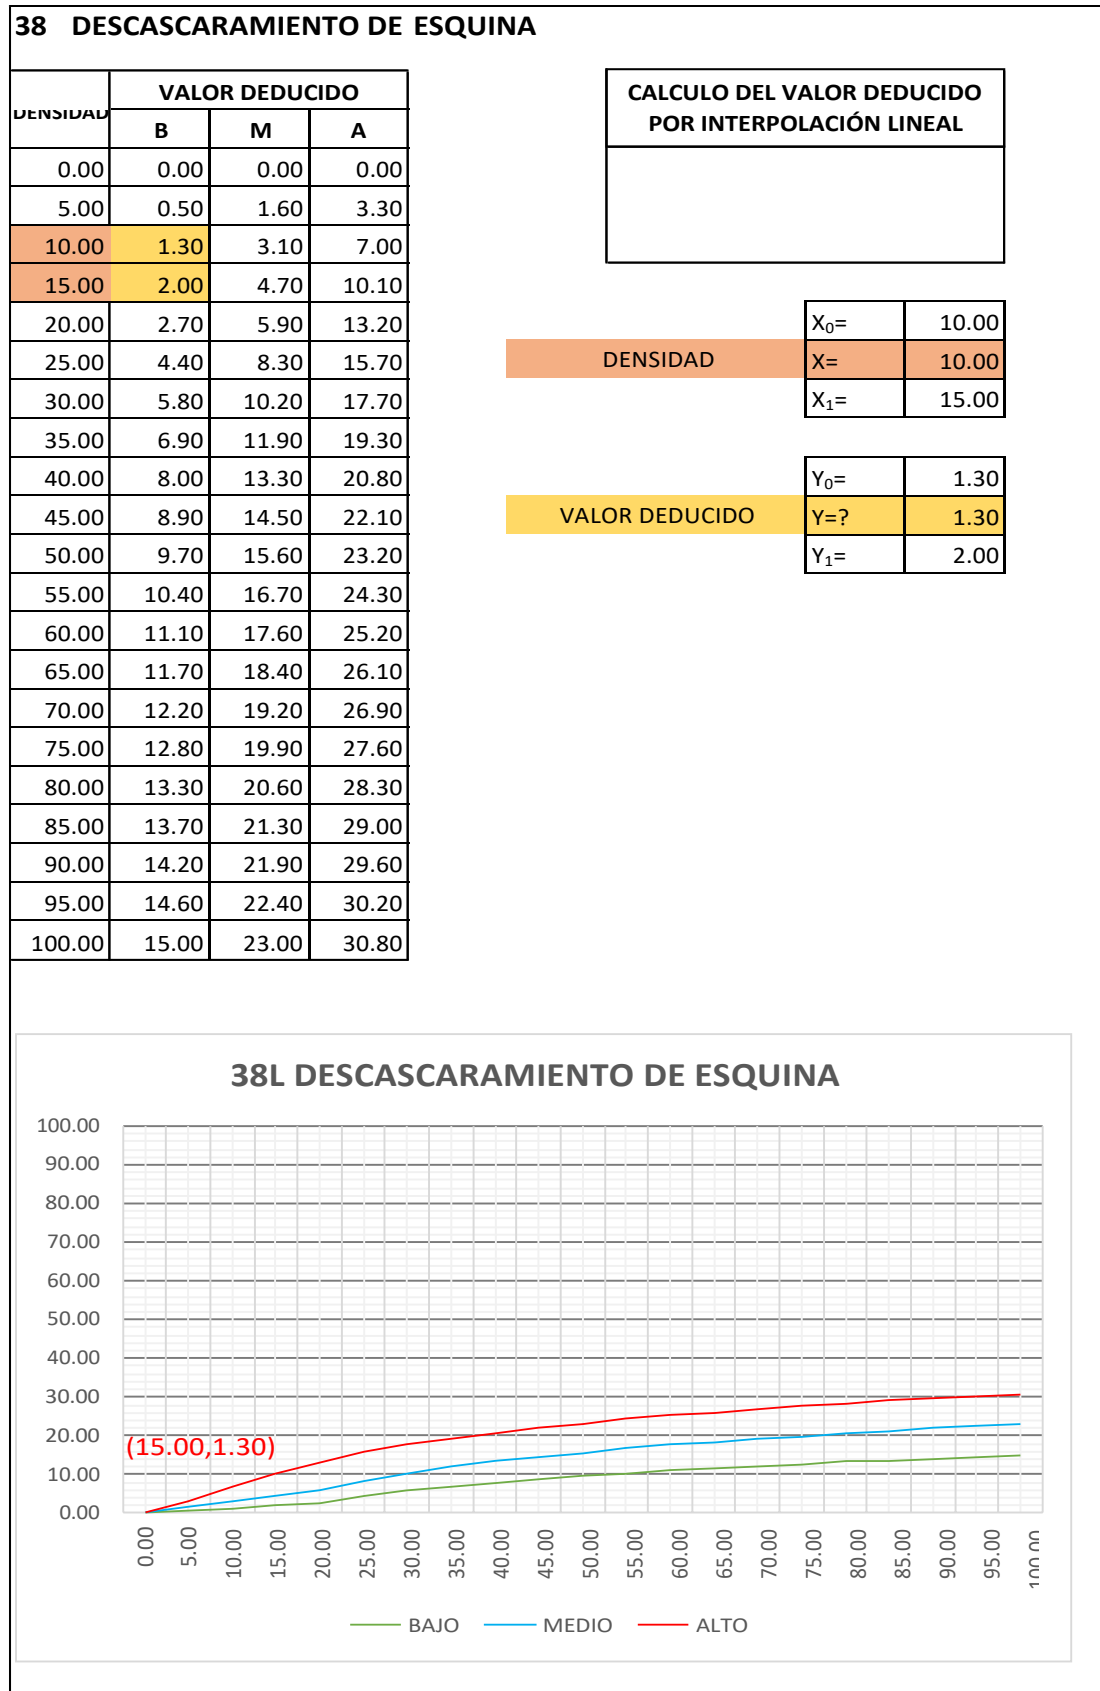 38 DESCASCARAMIENTO DE ESQUINA
DENSIDAD VALOR DEDUCIDO
B M A
0.00 0.00 0.00 0.00
5.00 0.50 1.60 3.30
10.00 1.30 3.10 7.00
15.00 2.00 4.70 10.10
20.00 2.70 5.90 13.20
25.00 4.40 8.30 15.70
30.00 5.80 10.20 17.70
35.00 6.90 11.90 19.30
40.00 8.00 13.30 20.80
45.00 8.90 14.50 22.10
50.00 9.70 15.60 23.20
55.00 10.40 16.70 24.30
60.00 11.10 17.60 25.20
65.00 11.70 18.40 26.10
70.00 12.20 19.20 26.90
75.00 12.80 19.90 27.60
80.00 13.30 20.60 28.30
85.00 13.70 21.30 29.00
90.00 14.20 21.90 29.60
95.00 14.60 22.40 30.20
100.00 15.00 23.00 30.80
CALCULO DEL VALOR DEDUCIDO
POR INTERPOLACIÓN LINEAL
X₀= 10.00
DENSIDAD X= 10.00
X₁= 15.00
Y₀= 1.30
VALOR DEDUCIDO Y=? 1.30
Y₁= 2.00
38L DESCASCARAMIENTO DE ESQUINA
100.00
90.00
80.00
70.00
60.00
50.00
40.00
30.00
20.00
10.00
0.00
(15.00,1.30)
0.00 5.00 10.00 15.00 20.00 25.00 30.00 35.00 40.00 45.00 50.00 55.00 60.00 65.00 70.00 75.00 80.00 85.00 90.00 95.00 100.00
BAJO MEDIO ALTO